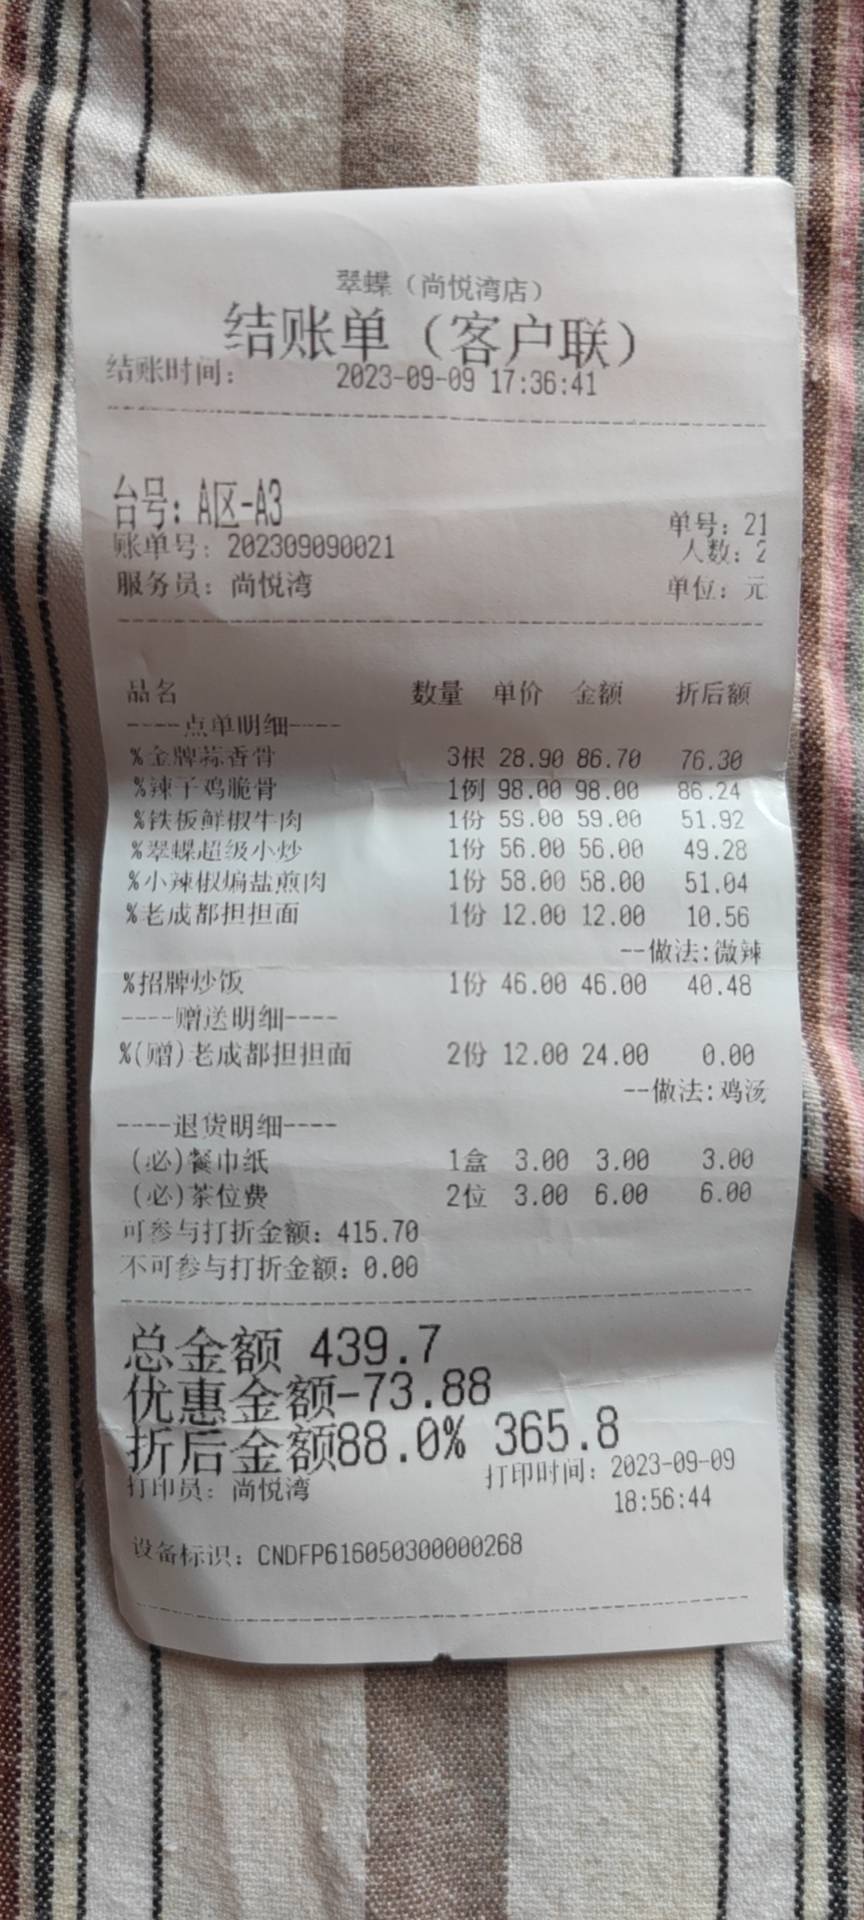 翠蝶（尚悦湾店）
结账单（客户联）
结账时间： 2023-09-09 17:36:41
台号：A区-A3
单号：21
账单号：202309090021
人数：2
服务员：尚悦湾 单位：元
品名 数量 单价 金额 折后额
----点单明细----
%金牌蒜香骨 3根 28.90 86.70 76.30
%辣子鸡脆骨 1例 98.00 98.00 86.24
%铁板鲜椒牛肉 1份 59.00 59.00 51.92
%翠蝶超级小炒 1份 56.00 56.00 49.28
%小辣椒煸盐煎肉 1份 58.00 58.00 51.04
%老成都担担面 1份 12.00 12.00 10.56
--做法:微辣
%招牌炒饭 1份 46.00 46.00 40.48
----赠送明细----
%(赠)老成都担担面 2份 12.00 24.00 0.00
--做法:鸡汤
----退货明细----
(必)餐巾纸 1盒 3.00 3.00 3.00
(必)茶位费 2位 3.00 6.00 6.00
可参与打折金额：415.70
不可参与打折金额：0.00
总金额 439.7
优惠金额-73.88
折后金额88.0% 365.8
打印员：尚悦湾 打印时间：2023-09-09
18:56:44
设备标识：CNDFP616050300000268